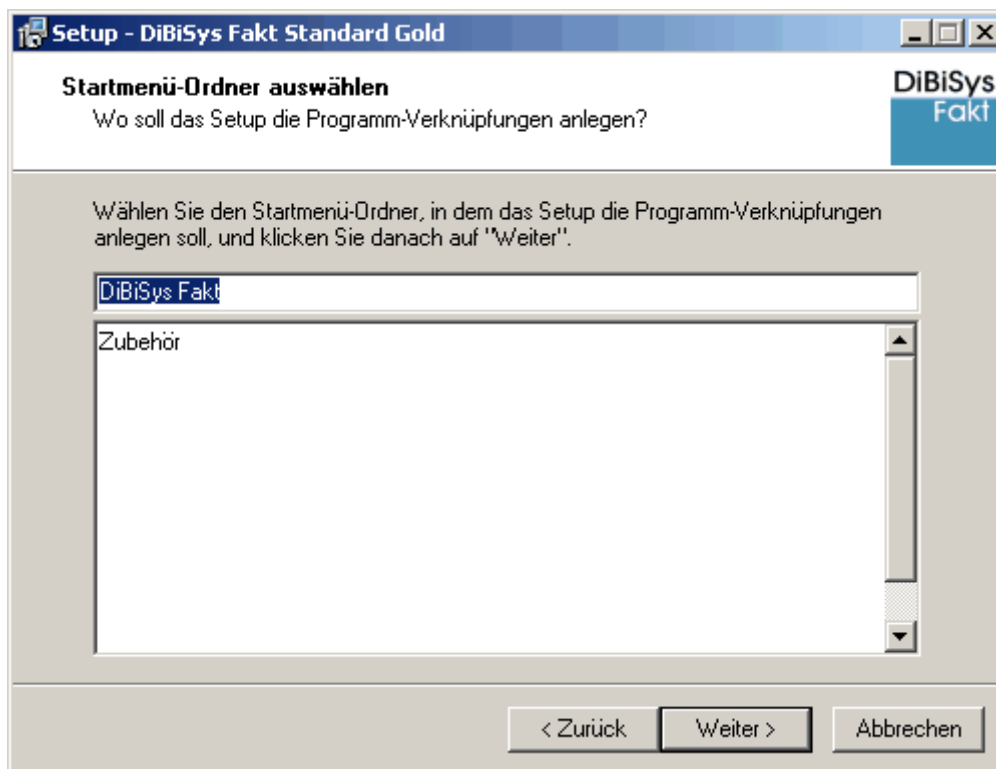 Setup - DiBiSys Fakt Standard Gold
Startmenü-Ordner auswählen
Wo soll das Setup die Programm-Verknüpfungen anlegen?
DiBiSys
Fakt
Wählen Sie den Startmenü-Ordner, in dem das Setup die Programm-Verknüpfungen
anlegen soll, und klicken Sie danach auf "Weiter".
DiBiSys Fakt
Zubehör
< Zurück
Weiter >
Abbrechen